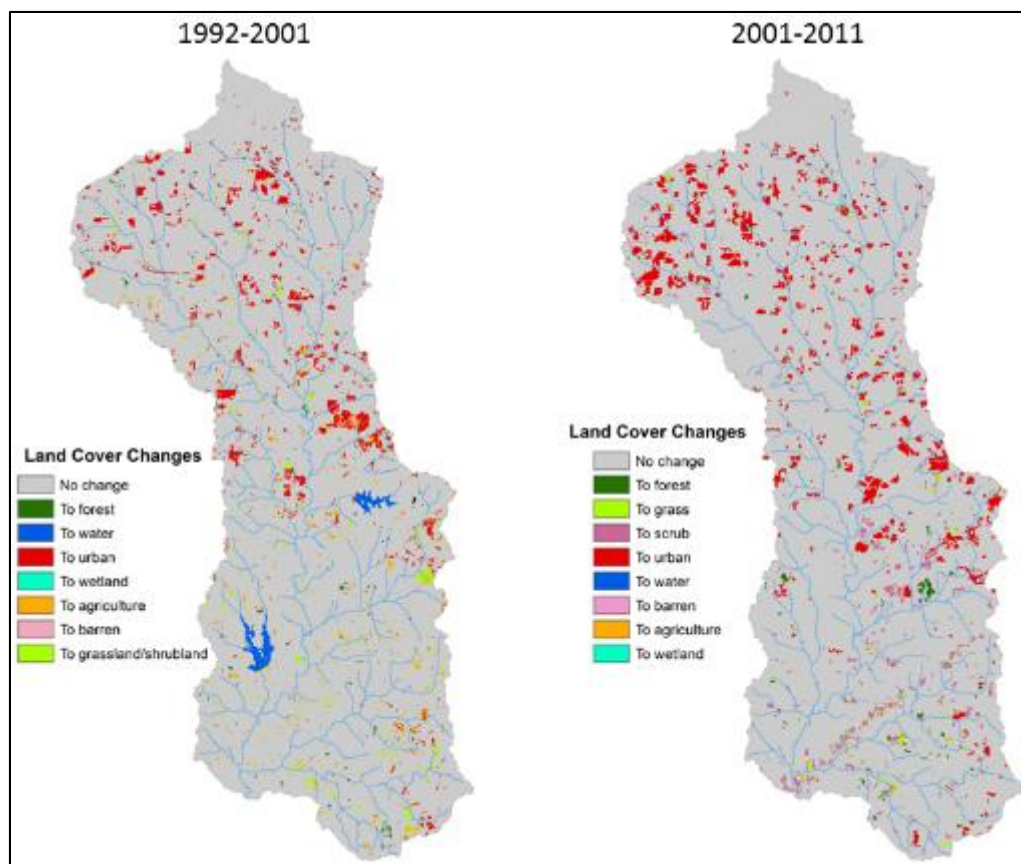 1992-2001
2001-2011
Land Cover Changes
No change
To forest
To water
To urban
To wetland
To agriculture
To barren
To grassland/shrubland
Land Cover Changes
No change
To forest
To grass
To scrub
To urban
To water
To barren
To agriculture
To wetland